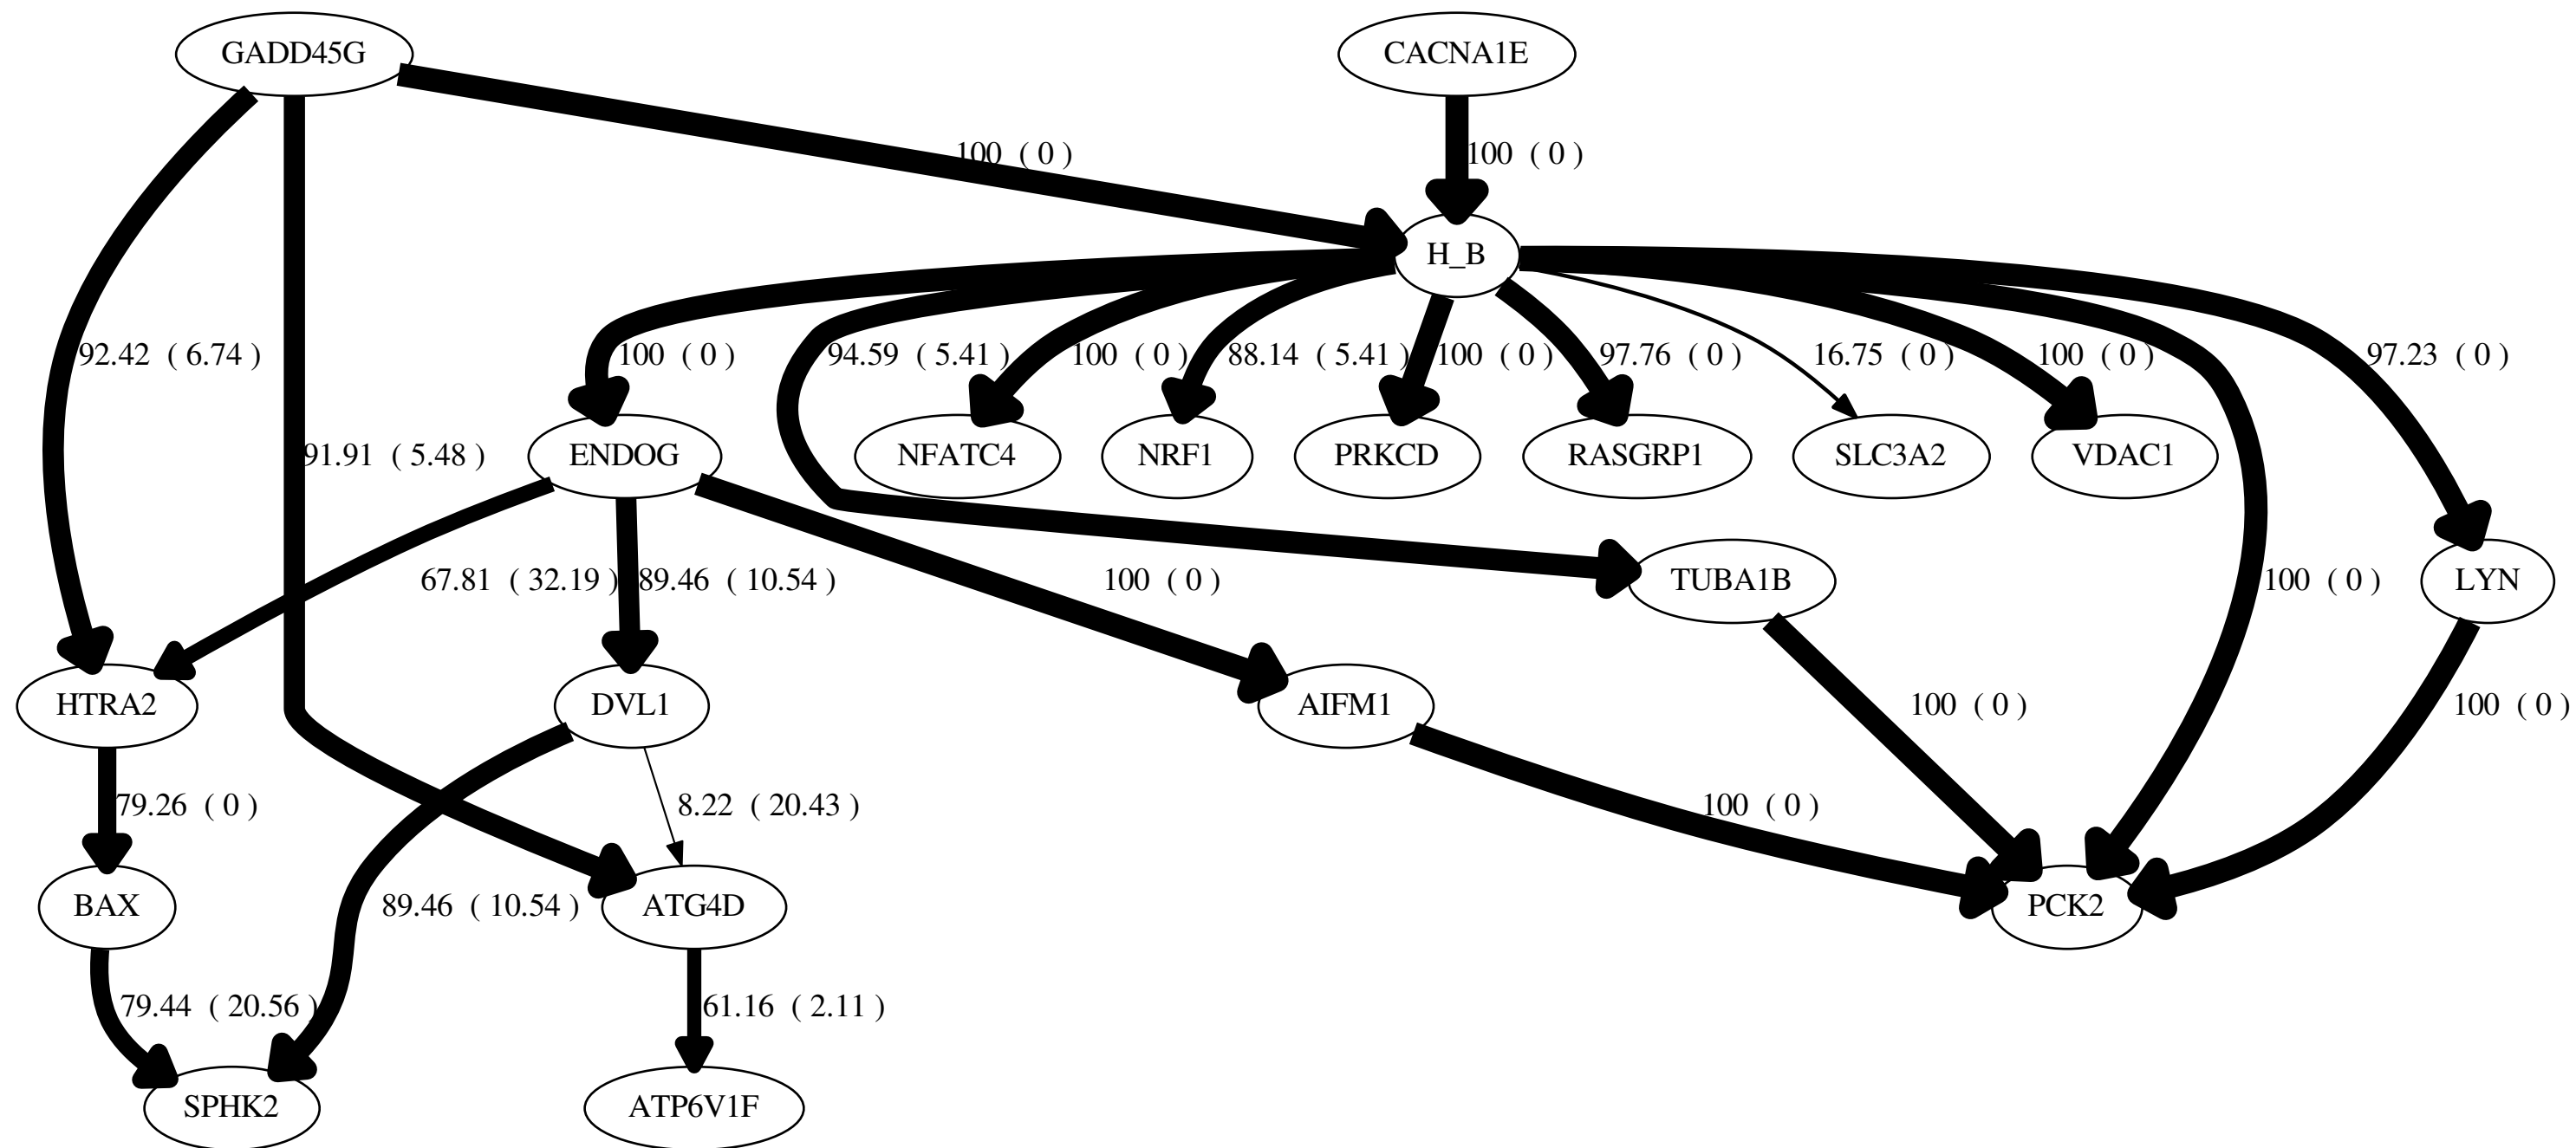 GADD45G
CACNA1E
100 ( 0 )
100 ( 0 )
H_B
92.42 ( 6.74 )
100 ( 0 )
94.59 ( 5.41 )
100 ( 0 )
88.14 ( 5.41 )
100 ( 0 )
97.76 ( 0 )
16.75 ( 0 )
100 ( 0 )
97.23 ( 0 )
91.91 ( 5.48 )
ENDOG
NFATC4
NRF1
PRKCD
RASGRP1
SLC3A2
VDAC1
67.81 ( 32.19 )
89.46 ( 10.54 )
100 ( 0 )
TUBA1B
100 ( 0 )
LYN
HTRA2
DVL1
AIFM1
100 ( 0 )
100 ( 0 )
79.26 ( 0 )
8.22 ( 20.43 )
100 ( 0 )
BAX
89.46 ( 10.54 )
ATG4D
PCK2
79.44 ( 20.56 )
61.16 ( 2.11 )
SPHK2
ATP6V1F